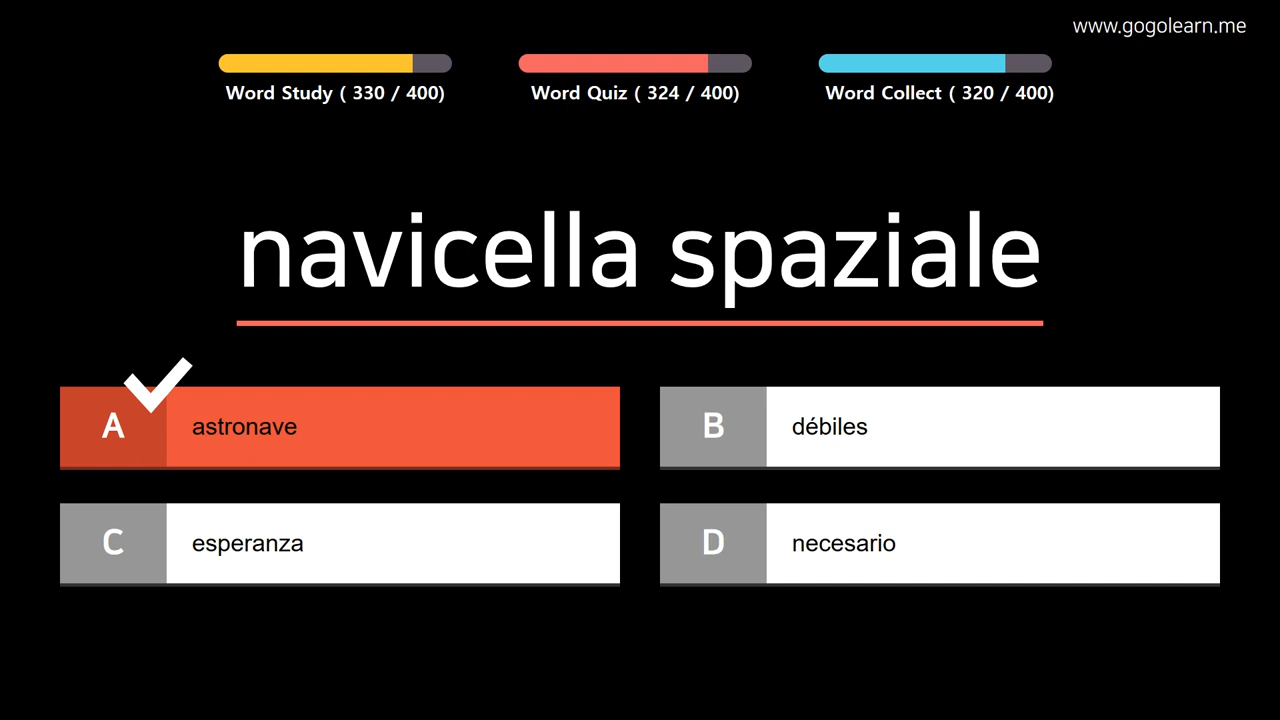 www.gogolearn.me
Word Study ( 330 / 400)
Word Quiz ( 324 / 400)
Word Collect ( 320 / 400)
navicella spaziale
A astronave
B débiles
C esperanza
D necesario